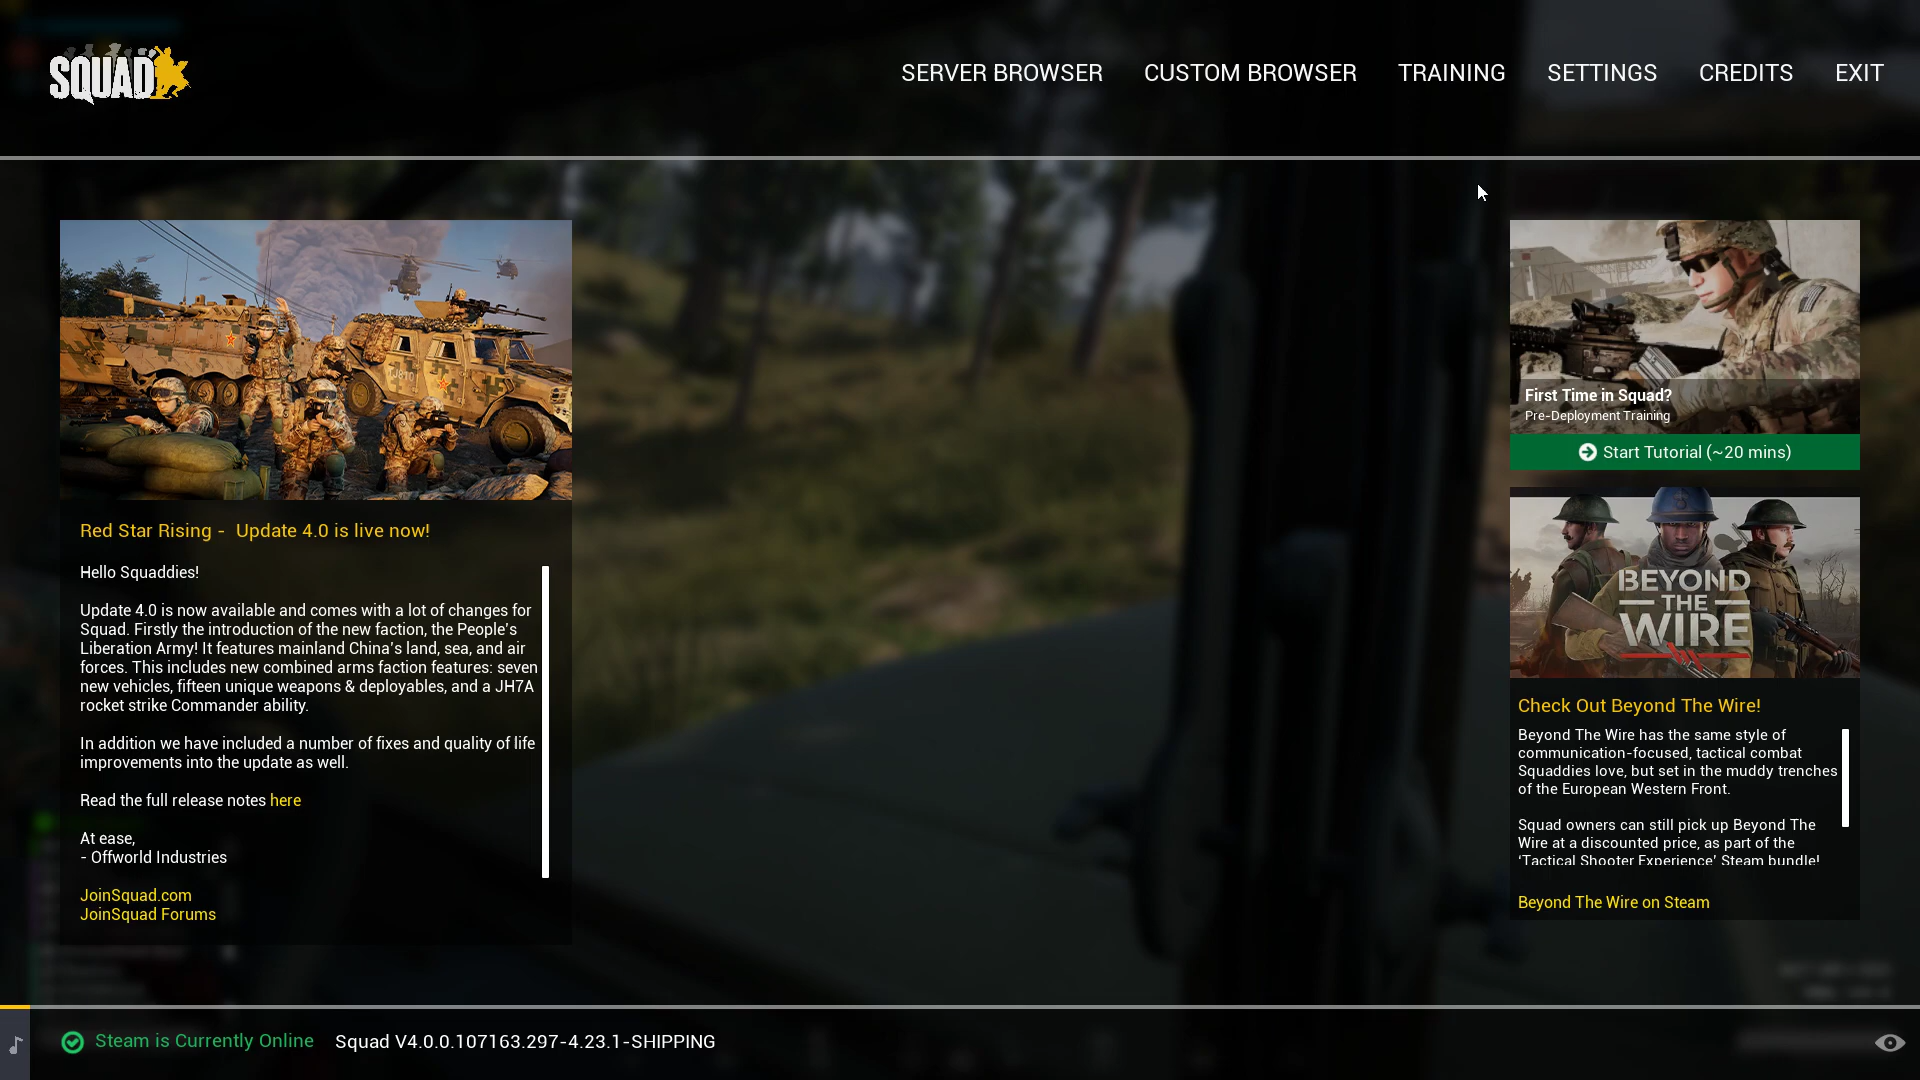 SQUAD
SERVER BROWSER
CUSTOM BROWSER
TRAINING
SETTINGS
CREDITS
EXIT
TJ8T0
Red Star Rising -  Update 4.0 is live now!
Hello Squaddies!
Update 4.0 is now available and comes with a lot of changes for
Squad. Firstly the introduction of the new faction, the People's
Liberation Army! It features mainland China's land, sea, and air
forces. This includes new combined arms faction features: seven
new vehicles, fifteen unique weapons & deployables, and a JH7A
rocket strike Commander ability.
In addition we have included a number of fixes and quality of life
improvements into the update as well.
Read the full release notes here
At ease,
- Offworld Industries
JoinSquad.com
JoinSquad Forums
First Time in Squad?
Pre-Deployment Training
Start Tutorial (~20 mins)
BEYOND
THE
WIRE
Check Out Beyond The Wire!
Beyond The Wire has the same style of
communication-focused, tactical combat
Squaddies love, but set in the muddy trenches
of the European Western Front.
Squad owners can still pick up Beyond The
Wire at a discounted price, as part of the
‘Tactical Shooter Experience’ Steam bundle!
Beyond The Wire on Steam
Steam is Currently Online
Squad V4.0.0.107163.297-4.23.1-SHIPPING